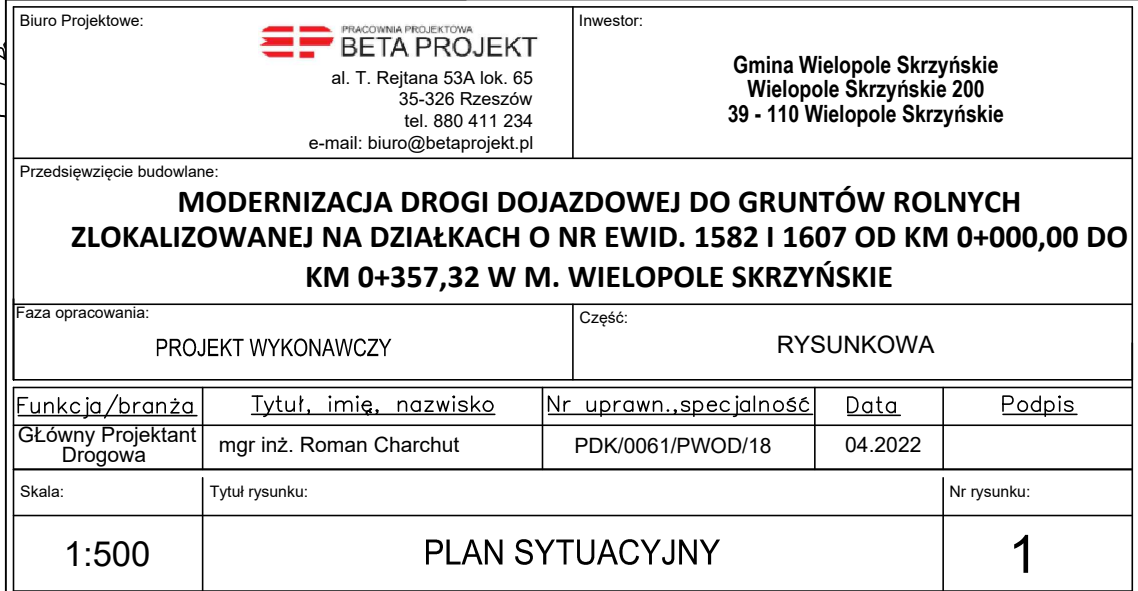 Biuro Projektowe:
PRACOWNIA PROJEKTOWA
BETA PROJEKT
al. T. Rejtana 53A lok. 65
35-326 Rzeszów
tel. 880 411 234
e-mail: biuro@betaprojekt.pl
Inwestor:
Gmina Wielopole Skrzyńskie
Wielopole Skrzyńskie 200
39 - 110 Wielopole Skrzyńskie
Przedsięwzięcie budowlane:
MODERNIZACJA DROGI DOJAZDOWEJ DO GRUNTÓW ROLNYCH
ZLOKALIZOWANEJ NA DZIAŁKACH O NR EWID. 1582 I 1607 OD KM 0+000,00 DO
KM 0+357,32 W M. WIELOPOLE SKRZYŃSKIE
Faza opracowania:
PROJEKT WYKONAWCZY
Część:
RYSUNKOWA
Funkcja/branża Tytuł, imię, nazwisko Nr uprawn.,specjalność Data Podpis
GŁówny Projektant
Drogowa
mgr inż. Roman Charchut PDK/0061/PWOD/18 04.2022
Skala: Tytuł rysunku: Nr rysunku:
1:500 PLAN SYTUACYJNY 1